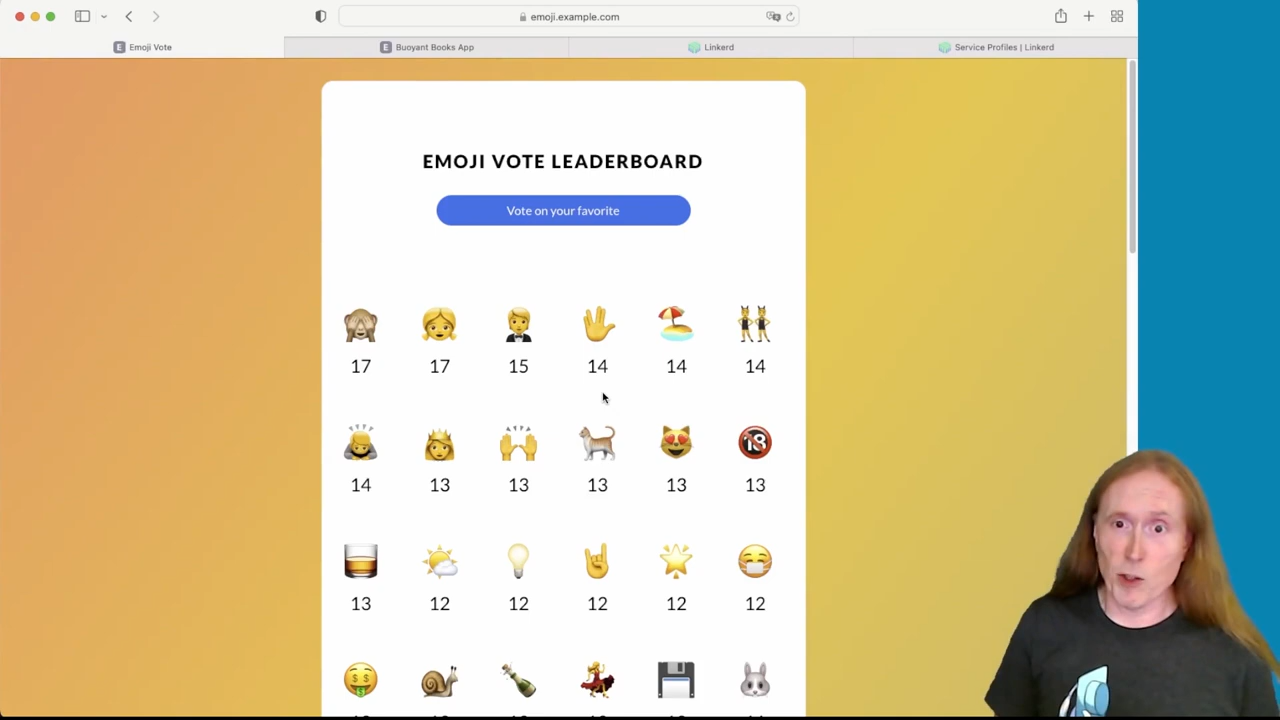 emoji.example.com
Emoji Vote
Buoyant Books App
Linkerd
Service Profiles | Linkerd
EMOJI VOTE LEADERBOARD
Vote on your favorite
17 17 15 14 14 14
14 13 13 13 13 13
13 12 12 12 12 12